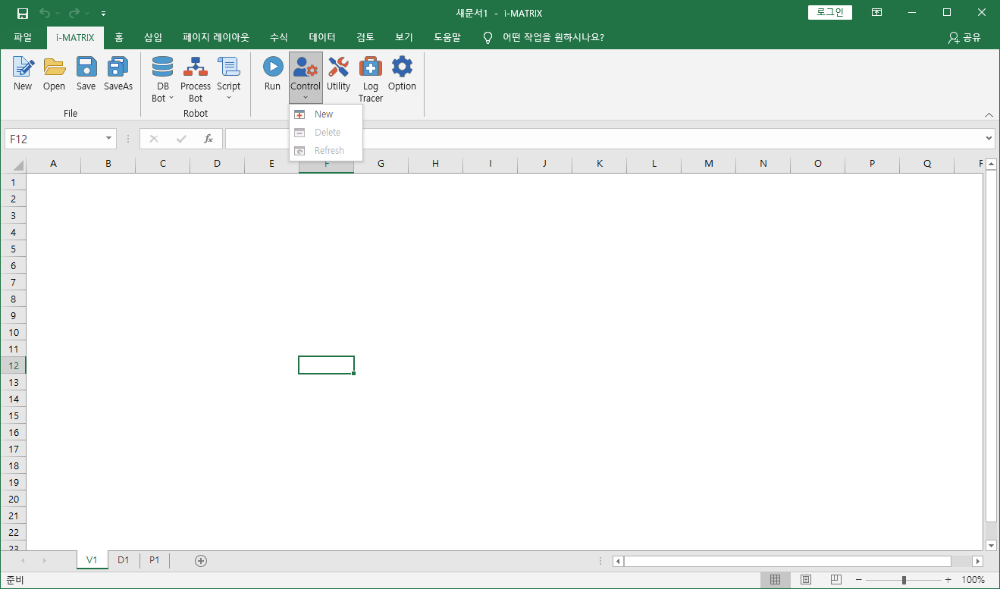 새문서1 - i-MATRIX
로그인
파일 i-MATRIX 홈 삽입 페이지 레이아웃 수식 데이터 검토 보기 도움말 어떤 작업을 원하시나요? 공유
New Open Save SaveAs DB Bot Process Bot Script Run Control Utility Log Tracer Option
File Robot
New
Delete
Refresh
F12 fx
A B C D E F G H I J K L M N O P Q
1
2
3
4
5
6
7
8
9
10
11
12
13
14
15
16
17
18
19
20
21
22
23
V1 D1 P1
준비 100%